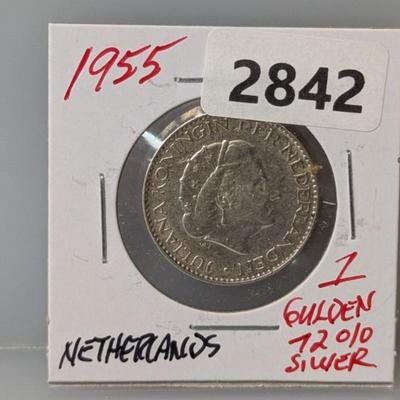 1955
2842
JULIANA KONINGIN DER NEDERLANDEN
NETHERLANDS
1
GULDEN
72 0/0
SILVER